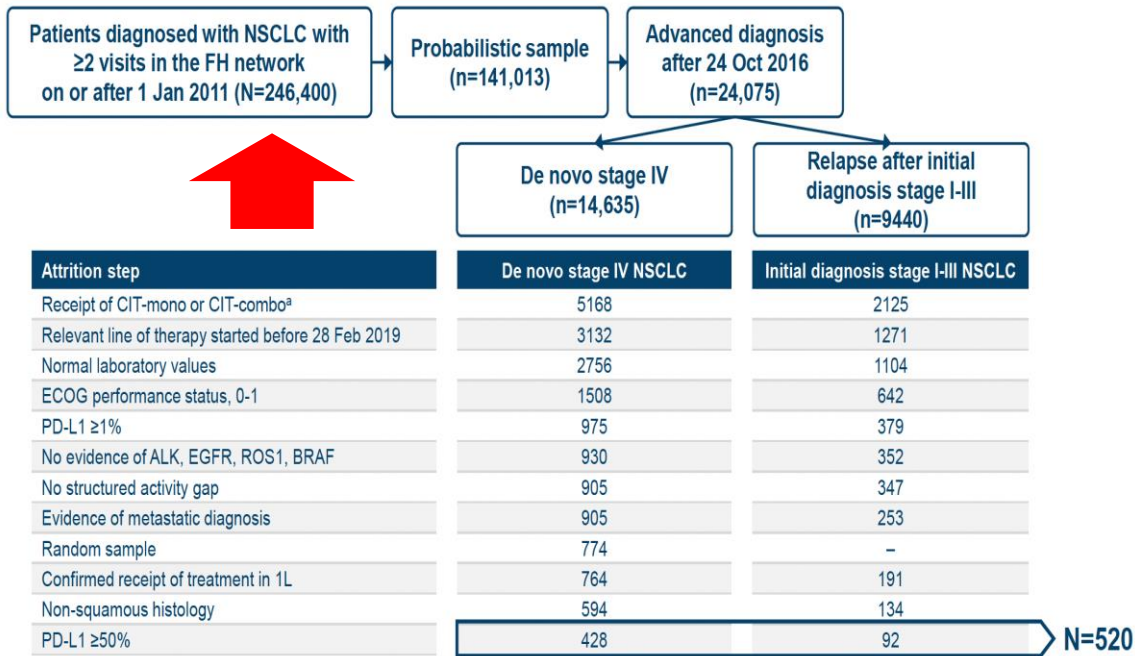 Patients diagnosed with NSCLC with
≥2 visits in the FH network
on or after 1 Jan 2011 (N=246,400)
Probabilistic sample
(n=141,013)
Advanced diagnosis
after 24 Oct 2016
(n=24,075)
De novo stage IV
(n=14,635)
Relapse after initial
diagnosis stage I-III
(n=9440)
Attrition step De novo stage IV NSCLC Initial diagnosis stage I-III NSCLC
Receipt of CIT-mono or CIT-comboᵃ 5168 2125
Relevant line of therapy started before 28 Feb 2019 3132 1271
Normal laboratory values 2756 1104
ECOG performance status, 0-1 1508 642
PD-L1 ≥1% 975 379
No evidence of ALK, EGFR, ROS1, BRAF 930 352
No structured activity gap 905 347
Evidence of metastatic diagnosis 905 253
Random sample 774 –
Confirmed receipt of treatment in 1L 764 191
Non-squamous histology 594 134
PD-L1 ≥50% 428 92 N=520